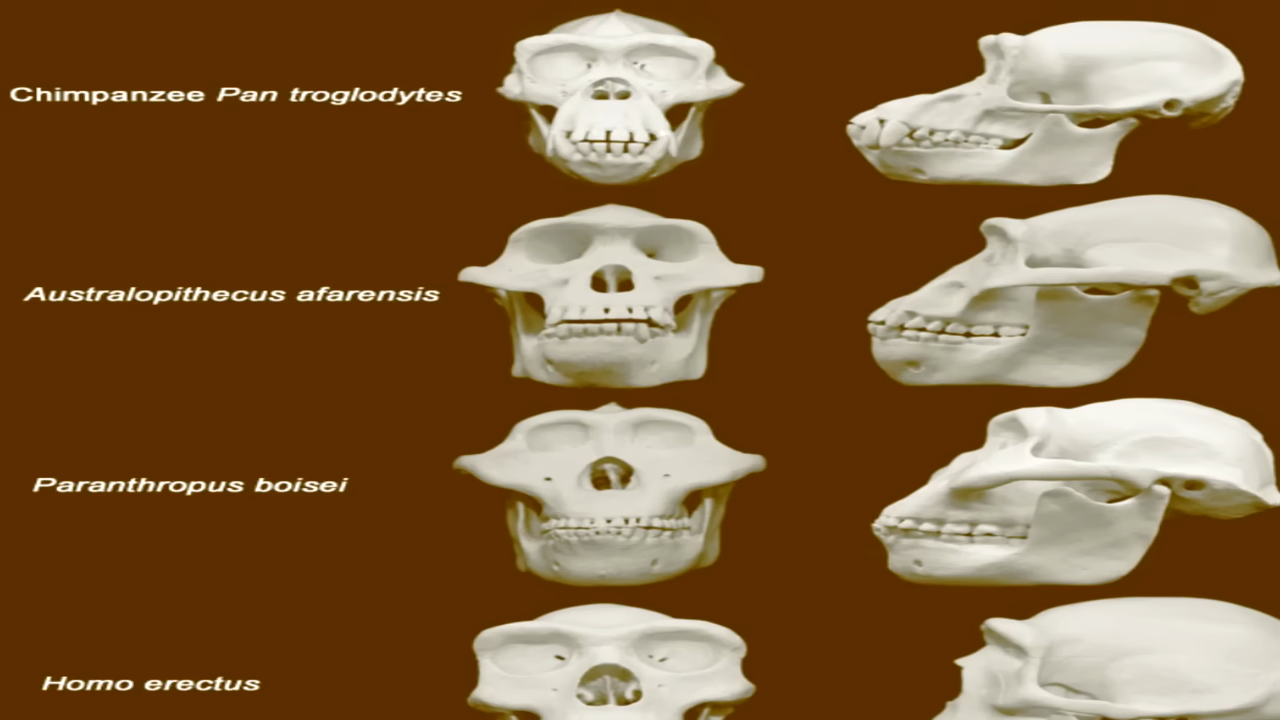 Chimpanzee Pan troglodytes
Australopithecus afarensis
Paranthropus boisei
Homo erectus